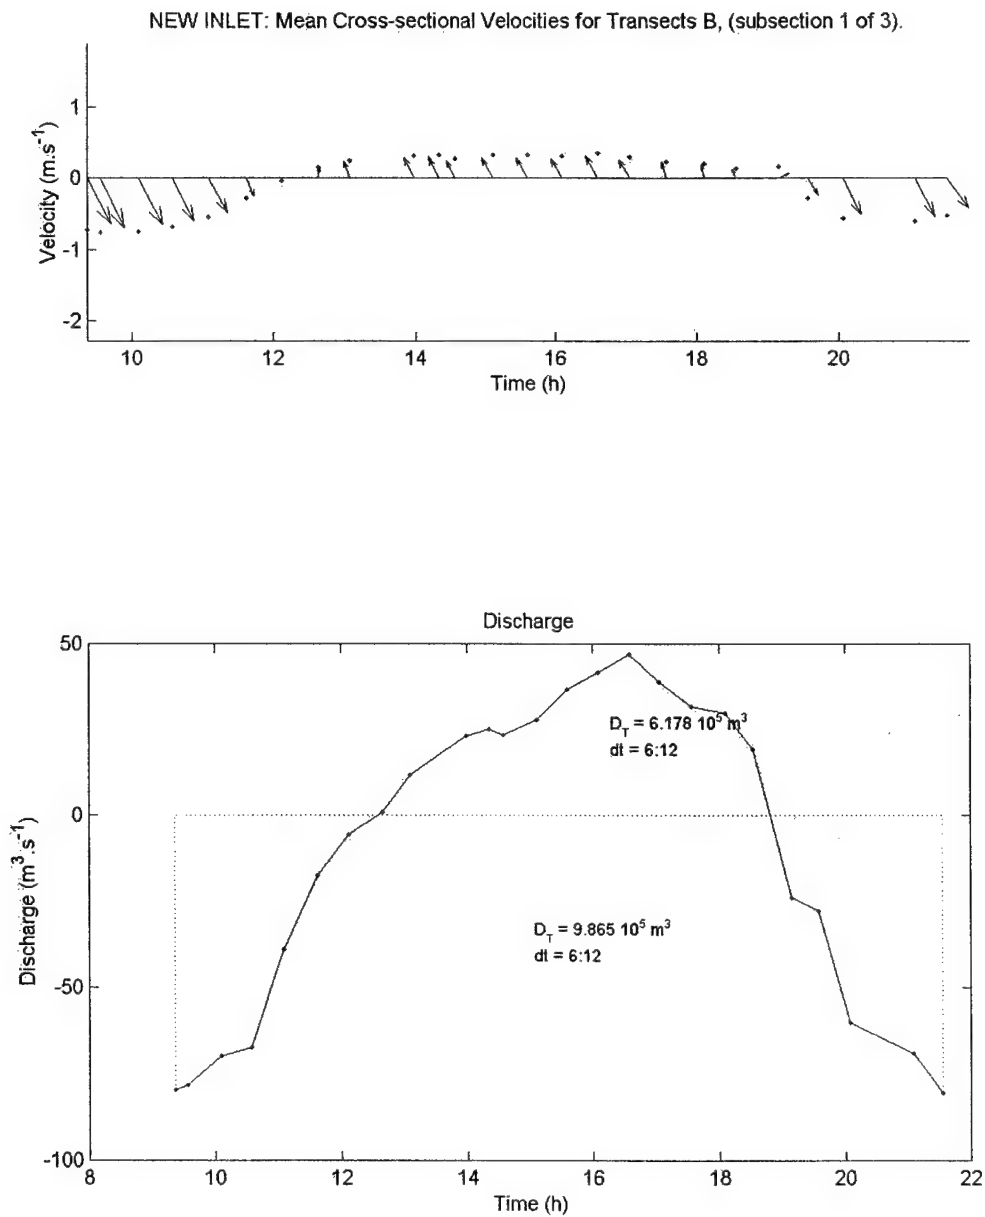 NEW INLET: Mean Cross-sectional Velocities for Transects B, (subsection 1 of 3).
1
0
-1
-2
Velocity (m.s⁻¹)
10 12 14 16 18 20
Time (h)
Discharge
50
0
-50
-100
Discharge (m³.s⁻¹)
D_T = 6.178 10⁵ m³
dt = 6:12
D_T = 9.865 10⁵ m³
dt = 6:12
8 10 12 14 16 18 20 22
Time (h)